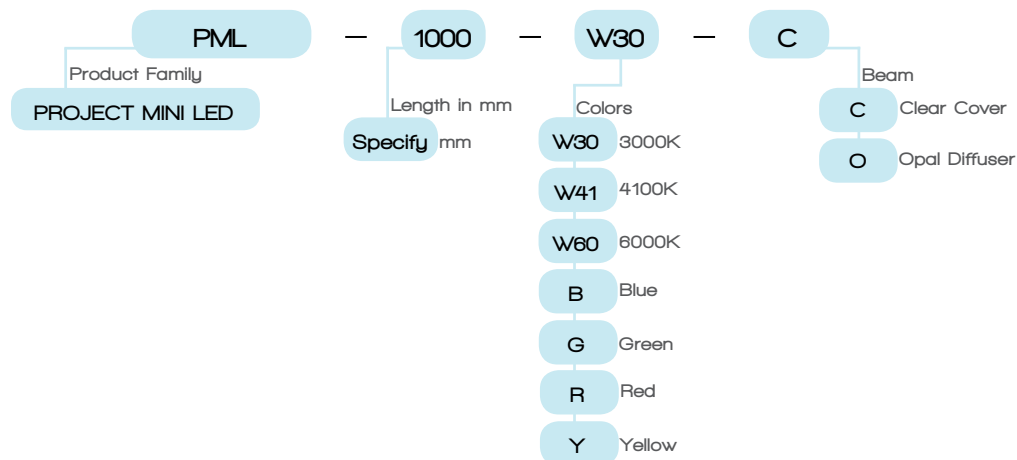 PML — 1000 — W30 — C
Product Family
PROJECT MINI LED
Length in mm
Specify mm
Colors
W30 3000K
W41 4100K
W60 6000K
B Blue
G Green
R Red
Y Yellow
Beam
C Clear Cover
O Opal Diffuser